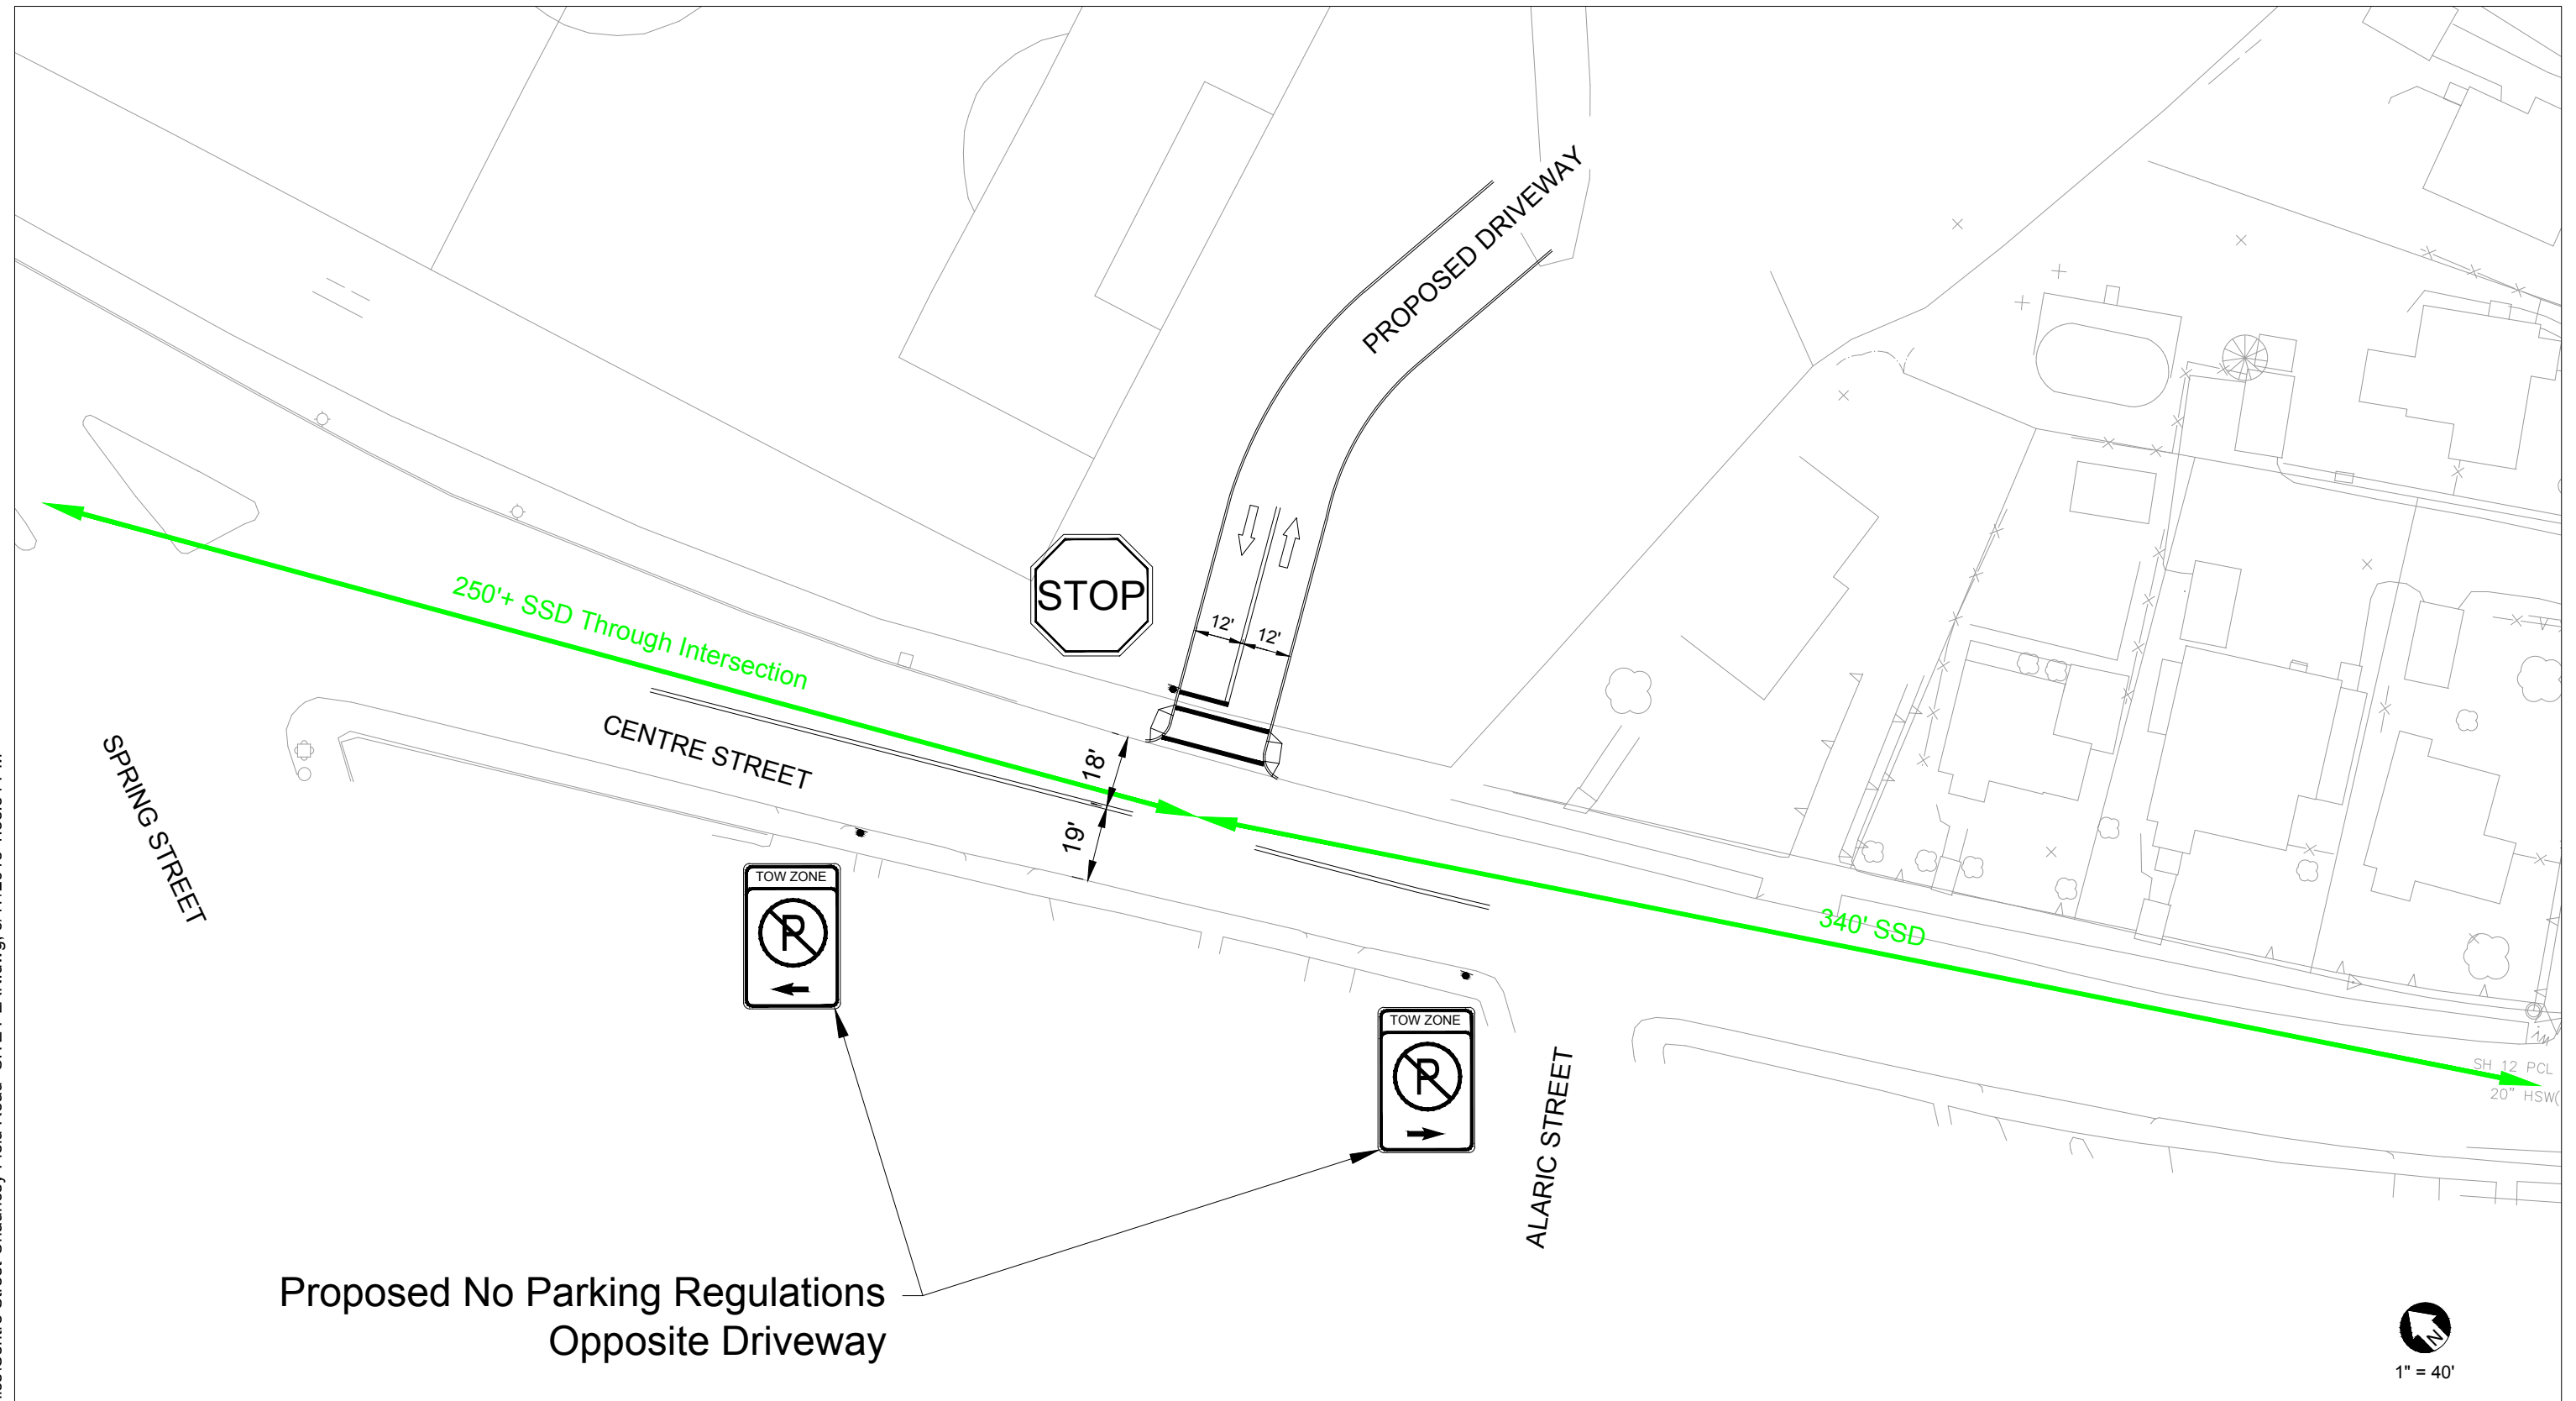 PROPOSED DRIVEWAY
STOP
12'
12'
250'+ SSD Through Intersection
CENTRE STREET
18'
19'
SPRING STREET
TOW ZONE
P
340' SSD
TOW ZONE
P
ALARIC STREET
SH 12 PCL
20" HSW(
Proposed No Parking Regulations
Opposite Driveway
N
1" = 40'